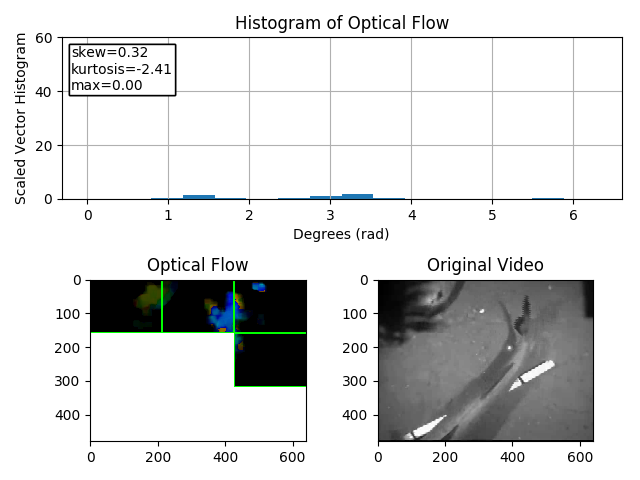 Histogram of Optical Flow
Scaled Vector Histogram
60
40
20
0
skew=0.32
kurtosis=-2.41
max=0.00
0 1 2 3 4 5 6
Degrees (rad)
Optical Flow
0
100
200
300
400
0 200 400 600
Original Video
0
100
200
300
400
0 200 400 600